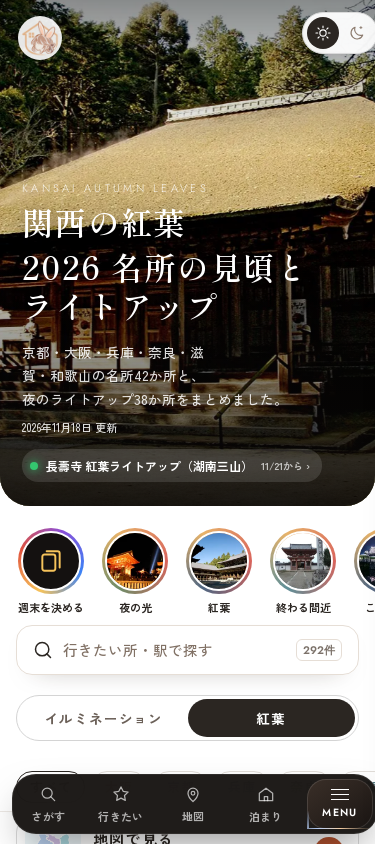 KANSAI AUTUMN LEAVES
関西の紅葉
2026 名所の見頃と
ライトアップ
京都・大阪・兵庫・奈良・滋
賀・和歌山の名所42か所と、
夜のライトアップ38か所をまとめました。
2026年11月18日 更新
長壽寺 紅葉ライトアップ（湖南三山） 11/21から ›
週末を決める 夜の光 紅葉 終わる間近 こ
行きたい所・駅で探す 292件
イルミネーション 紅葉
さがす 行きたい 地図 泊まり MENU
地図で見る